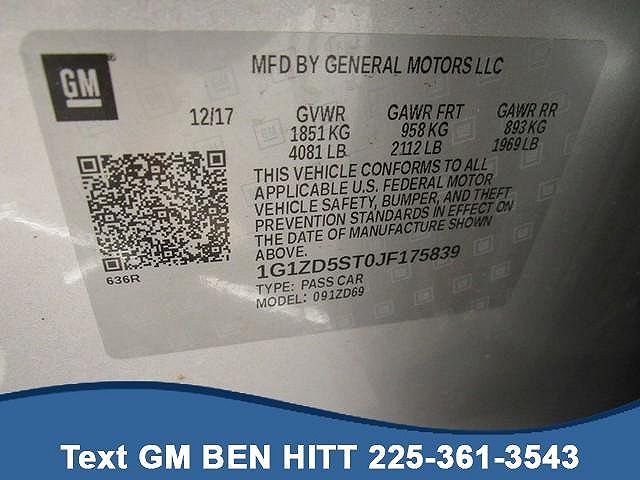 GM
MFD BY GENERAL MOTORS LLC
12/17 GVWR GAWR FRT GAWR RR
1851 KG 958 KG 893 KG
4081 LB 2112 LB 1969 LB
THIS VEHICLE CONFORMS TO ALL
APPLICABLE U.S. FEDERAL MOTOR
VEHICLE SAFETY, BUMPER, AND THEFT
PREVENTION STANDARDS IN EFFECT ON
THE DATE OF MANUFACTURE SHOWN
ABOVE.
1G1ZD5ST0JF175839
636R
TYPE: PASS CAR
MODEL: 091ZD69
Text GM BEN HITT 225-361-3543